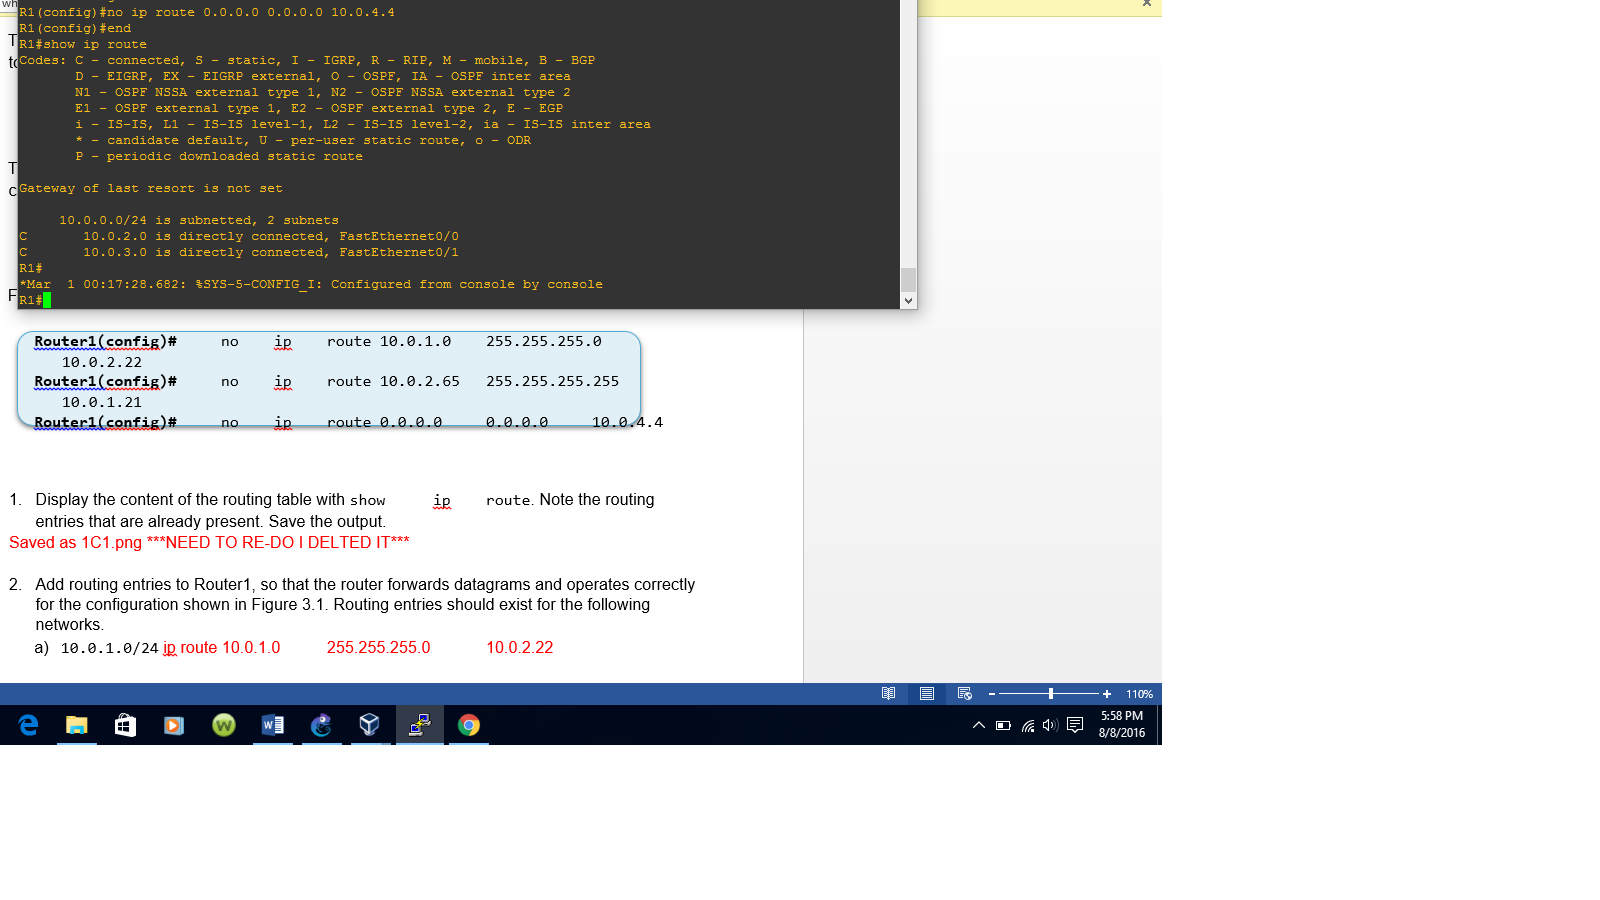 wh
R1(config)#no ip route 0.0.0.0 0.0.0.0 10.0.4.4
R1(config)#end
R1#show ip route
Codes: C - connected, S - static, I - IGRP, R - RIP, M - mobile, B - BGP
D - EIGRP, EX - EIGRP external, O - OSPF, IA - OSPF inter area
N1 - OSPF NSSA external type 1, N2 - OSPF NSSA external type 2
E1 - OSPF external type 1, E2 - OSPF external type 2, E - EGP
i - IS-IS, L1 - IS-IS level-1, L2 - IS-IS level-2, ia - IS-IS inter area
* - candidate default, U - per-user static route, o - ODR
P - periodic downloaded static route
Gateway of last resort is not set
10.0.0.0/24 is subnetted, 2 subnets
C 10.0.2.0 is directly connected, FastEthernet0/0
C 10.0.3.0 is directly connected, FastEthernet0/1
R1#
*Mar 1 00:17:28.682: %SYS-5-CONFIG_I: Configured from console by console
R1#
Router1(config)# no ip route 10.0.1.0 255.255.255.0
10.0.2.22
Router1(config)# no ip route 10.0.2.65 255.255.255.255
10.0.1.21
Router1(config)# no ip route 0.0.0.0 0.0.0.0 10.0.4.4
1. Display the content of the routing table with show ip route. Note the routing
entries that are already present. Save the output.
Saved as 1C1.png ***NEED TO RE-DO I DELTED IT***
2. Add routing entries to Router1, so that the router forwards datagrams and operates correctly
for the configuration shown in Figure 3.1. Routing entries should exist for the following
networks.
a) 10.0.1.0/24 ip route 10.0.1.0 255.255.255.0 10.0.2.22
110%
5:58 PM
8/8/2016